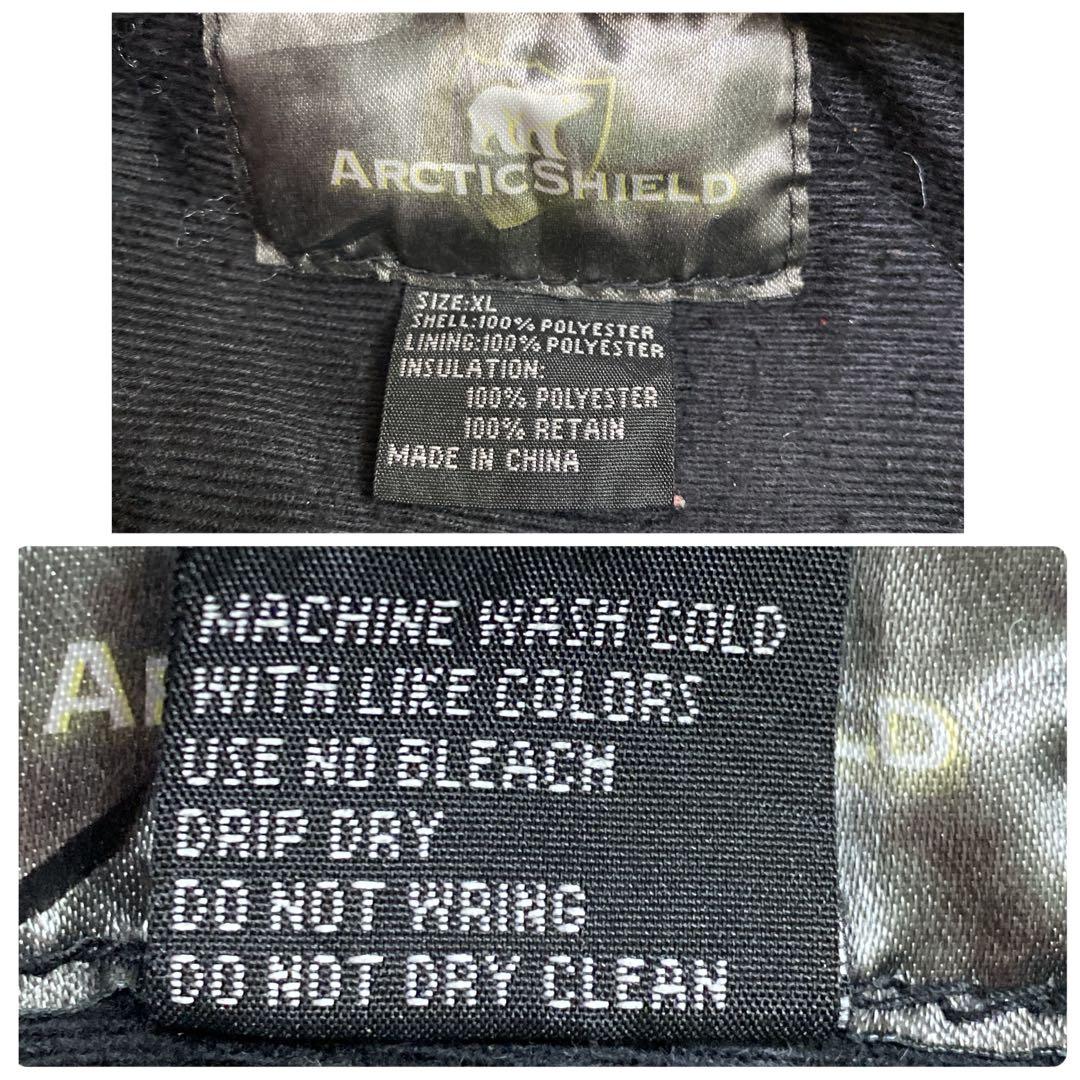 ARCTICSHIELD
SIZE:XL
SHELL:100% POLYESTER
LINING:100% POLYESTER
INSULATION:
100% POLYESTER
100% RETAIN
MADE IN CHINA
MACHINE WASH COLD
WITH LIKE COLORS
USE NO BLEACH
DRIP DRY
DO NOT WRING
DO NOT DRY CLEAN